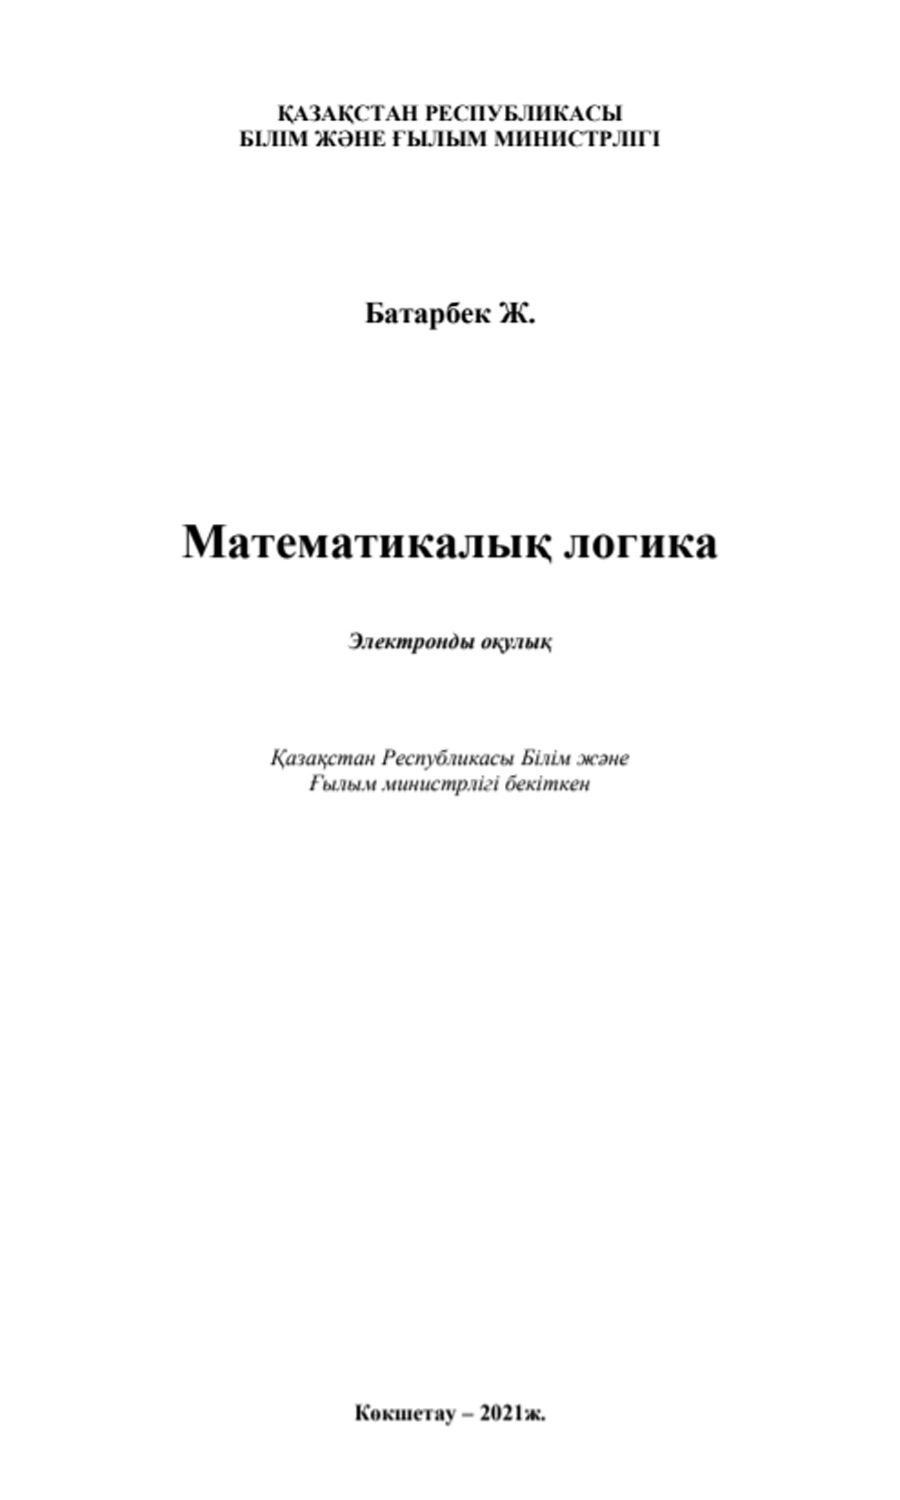 ҚАЗАҚСТАН РЕСПУБЛИКАСЫ
БІЛІМ ЖӘНЕ ҒЫЛЫМ МИНИСТРЛІГІ
Батарбек Ж.
Математикалық логика
Электронды оқулық
Қазақстан Республикасы Білім және
Ғылым министрлігі бекіткен
Көкшетау – 2021ж.